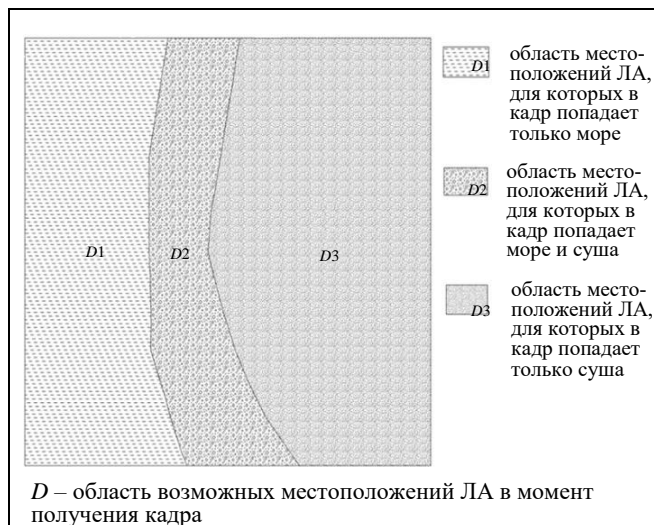 D1
D2
D3
D1
область место-
положений ЛА,
для которых в
кадр попадает
только море
D2
область место-
положений ЛА,
для которых в
кадр попадает
море и суша
D3
область место-
положений ЛА,
для которых в
кадр попадает
только суша
D – область возможных местоположений ЛА в момент
получения кадра